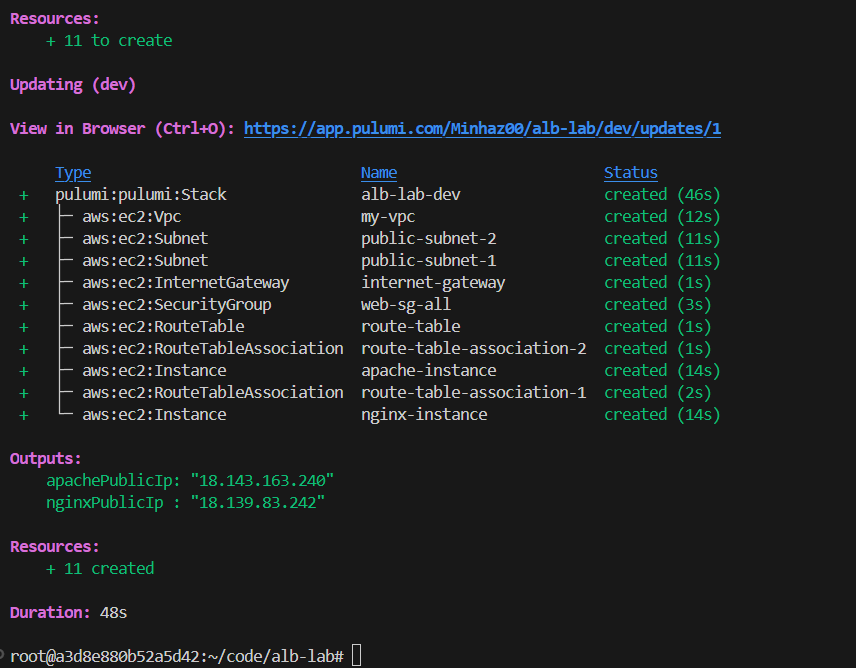 Resources:
+ 11 to create
Updating (dev)
View in Browser (Ctrl+O): https://app.pulumi.com/Minhaz00/alb-lab/dev/updates/1
Type Name Status
+ pulumi:pulumi:Stack alb-lab-dev created (46s)
+ ├─ aws:ec2:Vpc my-vpc created (12s)
+ ├─ aws:ec2:Subnet public-subnet-2 created (11s)
+ ├─ aws:ec2:Subnet public-subnet-1 created (11s)
+ ├─ aws:ec2:InternetGateway internet-gateway created (1s)
+ ├─ aws:ec2:SecurityGroup web-sg-all created (3s)
+ ├─ aws:ec2:RouteTable route-table created (1s)
+ ├─ aws:ec2:RouteTableAssociation route-table-association-2 created (1s)
+ ├─ aws:ec2:Instance apache-instance created (14s)
+ ├─ aws:ec2:RouteTableAssociation route-table-association-1 created (2s)
+ └─ aws:ec2:Instance nginx-instance created (14s)
Outputs:
apachePublicIp: "18.143.163.240"
nginxPublicIp : "18.139.83.242"
Resources:
+ 11 created
Duration: 48s
root@a3d8e880b52a5d42:~/code/alb-lab#